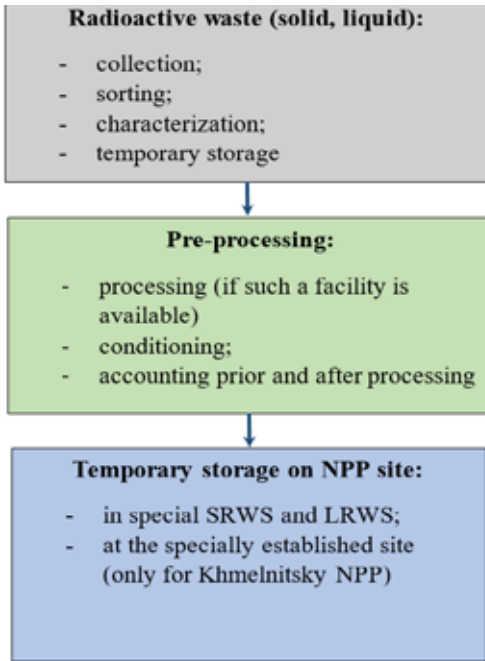 Radioactive waste (solid, liquid):
- collection;
- sorting;
- characterization;
- temporary storage
Pre-processing:
- processing (if such a facility is
available)
- conditioning;
- accounting prior and after processing
Temporary storage on NPP site:
- in special SRWS and LRWS;
- at the specially established site
(only for Khmelnitsky NPP)